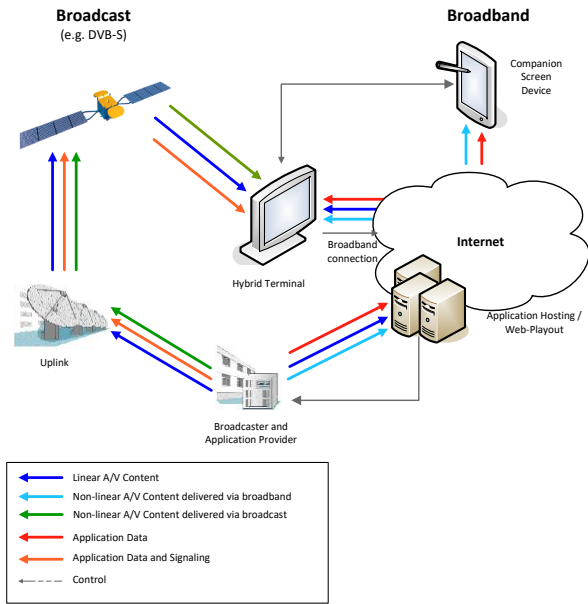 Broadcast
(e.g. DVB-S)
Broadband
Companion
Screen
Device
Internet
Broadband
connection
Hybrid Terminal
Application Hosting /
Web-Playout
Uplink
Broadcaster and
Application Provider
Linear A/V Content
Non-linear A/V Content delivered via broadband
Non-linear A/V Content delivered via broadcast
Application Data
Application Data and Signaling
Control